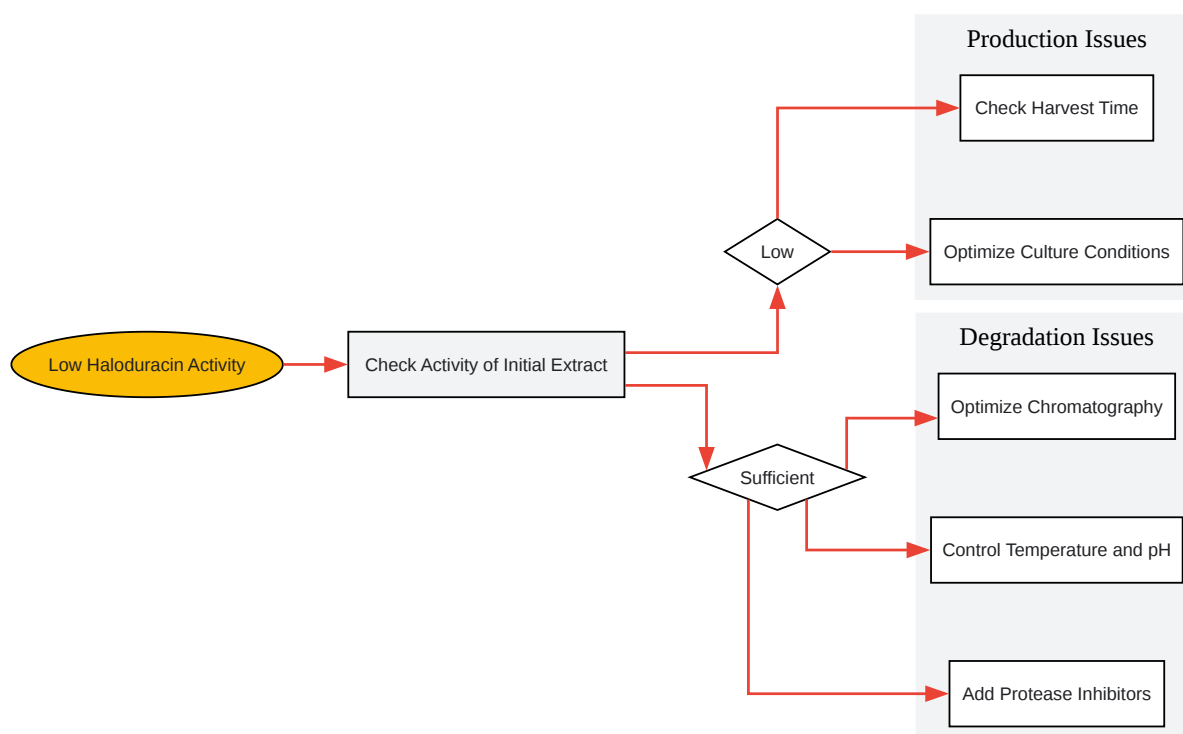 Production Issues
Check Harvest Time
Low
Optimize Culture Conditions
Degradation Issues
Low Haloduracin Activity
Check Activity of Initial Extract
Optimize Chromatography
Sufficient
Control Temperature and pH
Add Protease Inhibitors